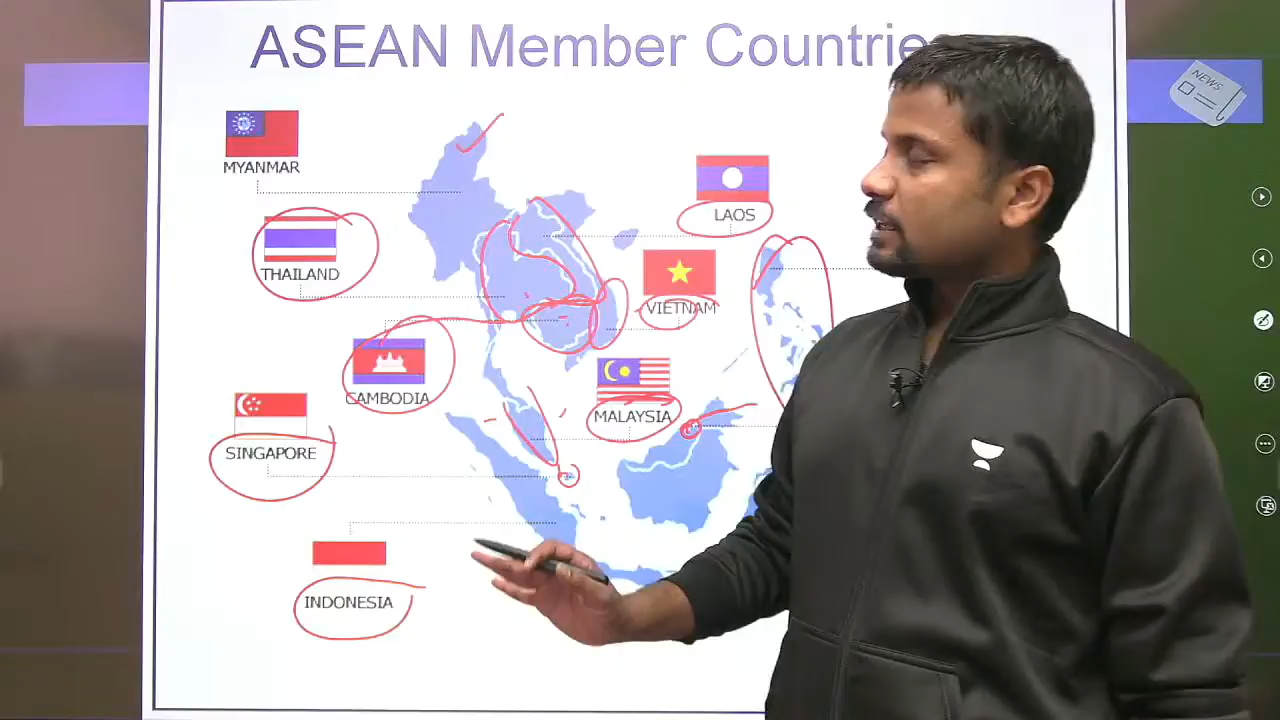 ASEAN Member Countrie
NEWS
MYANMAR
LAOS
THAILAND
VIETNAM
CAMBODIA
MALAYSIA
SINGAPORE
INDONESIA